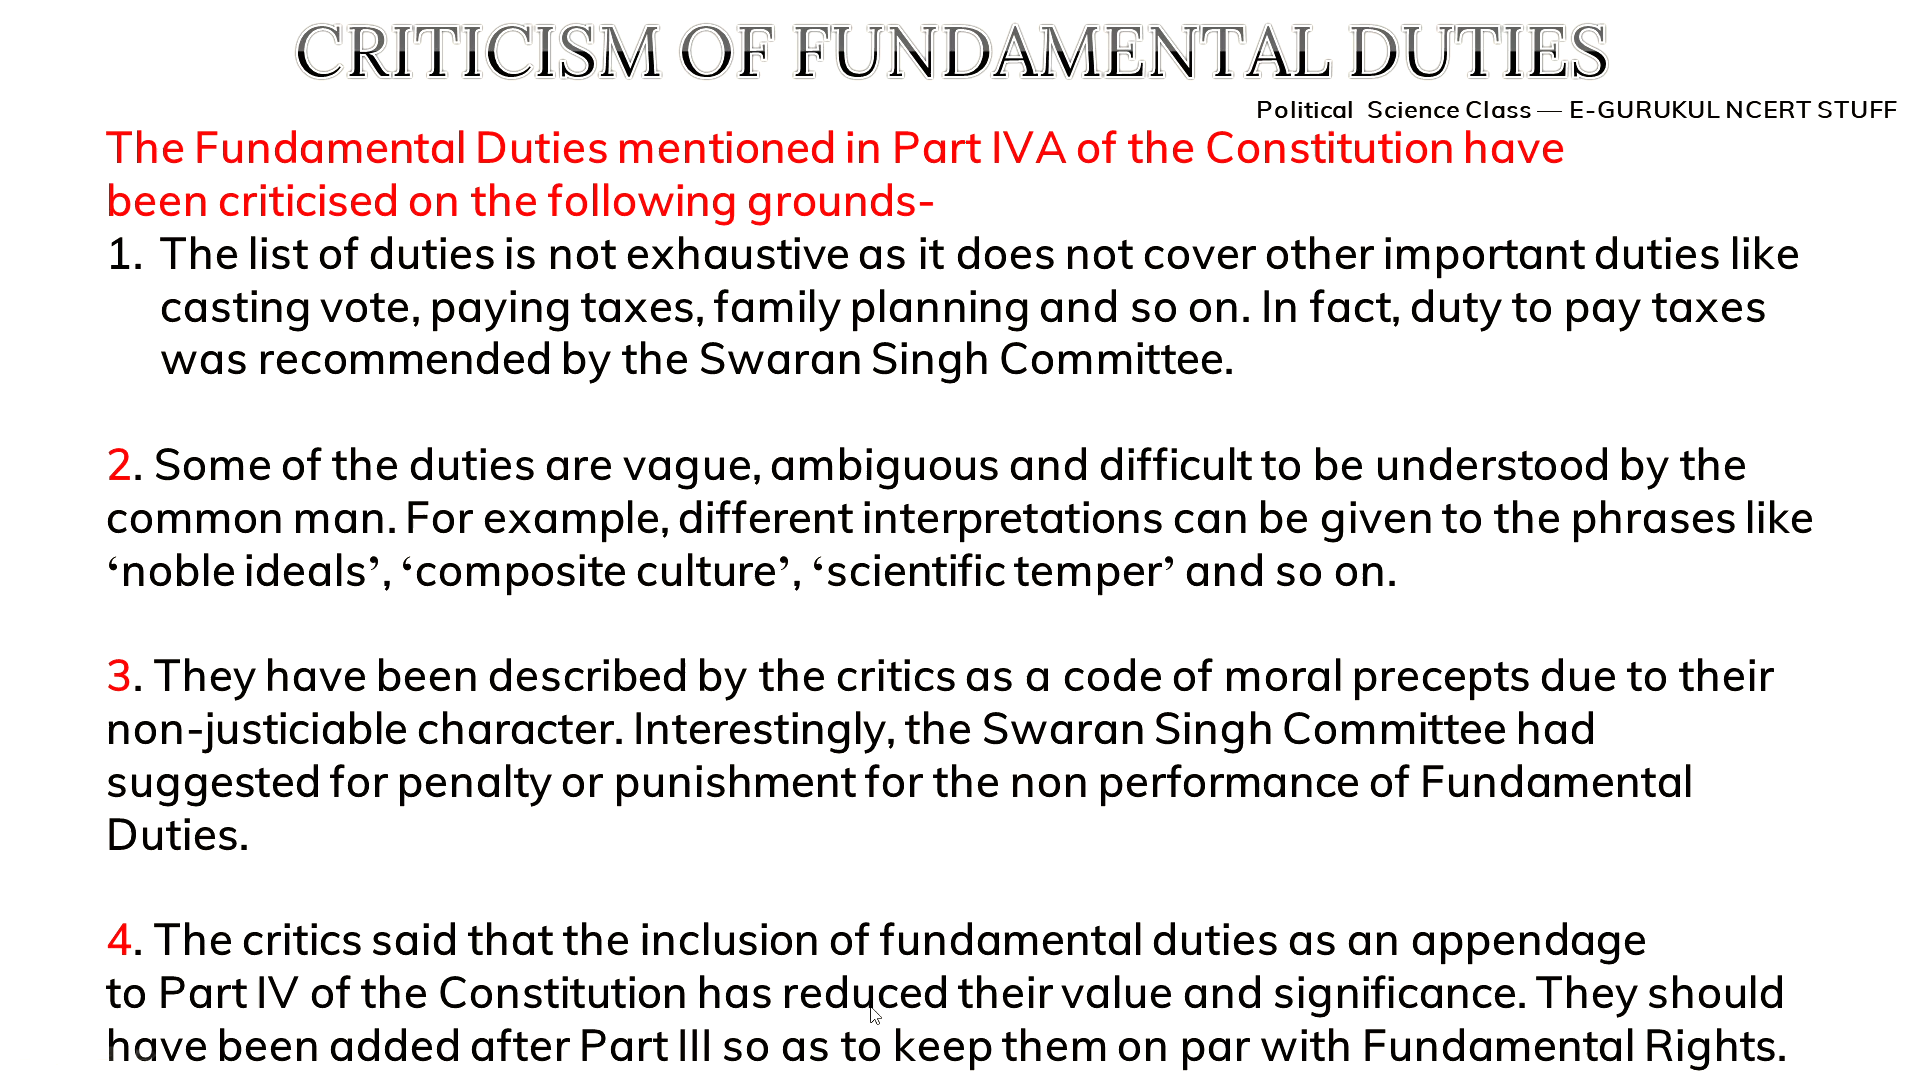 CRITICISM OF FUNDAMENTAL DUTIES
Political Science Class — E-GURUKUL NCERT STUFF
The Fundamental Duties mentioned in Part IVA of the Constitution have
been criticised on the following grounds-
1. The list of duties is not exhaustive as it does not cover other important duties like
casting vote, paying taxes, family planning and so on. In fact, duty to pay taxes
was recommended by the Swaran Singh Committee.
2. Some of the duties are vague, ambiguous and difficult to be understood by the
common man. For example, different interpretations can be given to the phrases like
‘noble ideals’, ‘composite culture’, ‘scientific temper’ and so on.
3. They have been described by the critics as a code of moral precepts due to their
non-justiciable character. Interestingly, the Swaran Singh Committee had
suggested for penalty or punishment for the non performance of Fundamental
Duties.
4. The critics said that the inclusion of fundamental duties as an appendage
to Part IV of the Constitution has reduced their value and significance. They should
have been added after Part III so as to keep them on par with Fundamental Rights.